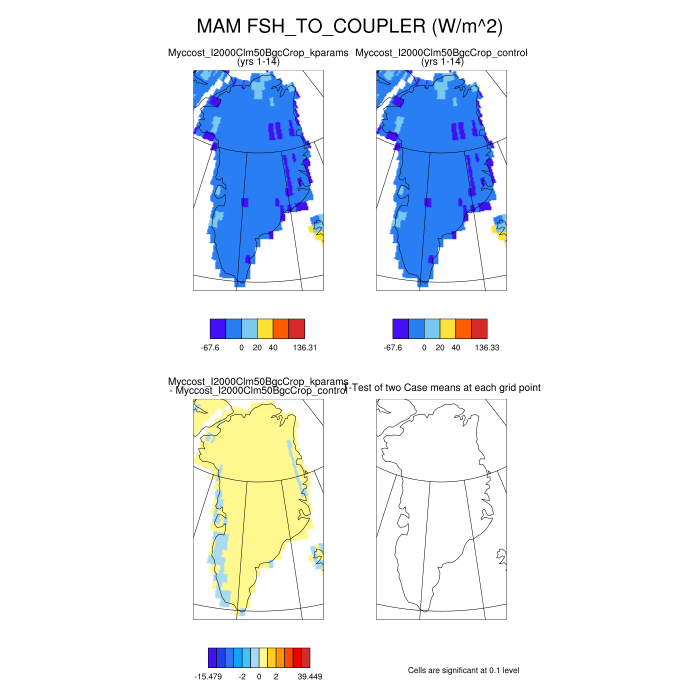 MAM FSH_TO_COUPLER (W/m^2)
Myccost_I2000Clm50BgcCrop_kparams
(yrs 1-14)
Myccost_I2000Clm50BgcCrop_control
(yrs 1-14)
-67.6 0 20 40 136.31
-67.6 0 20 40 136.33
Myccost_I2000Clm50BgcCrop_kparams
- Myccost_I2000Clm50BgcCrop_control
T-Test of two Case means at each grid point
-15.479 -2 0 2 39.449
Cells are significant at 0.1 level